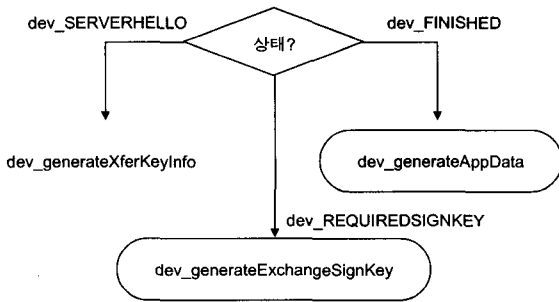 dev_SERVERHELLO
상태?
dev_FINISHED
dev_generateXferKeyInfo
dev_generateAppData
dev_REQUIREDSIGNKEY
dev_generateExchangeSignKey